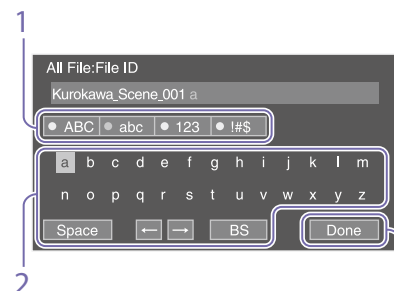 1
All File:File ID
Kurokawa_Scene_001 a
ABC abc 123 !#$
a b c d e f g h i j k l m
n o p q r s t u v w x y z
Space ← → BS Done
2